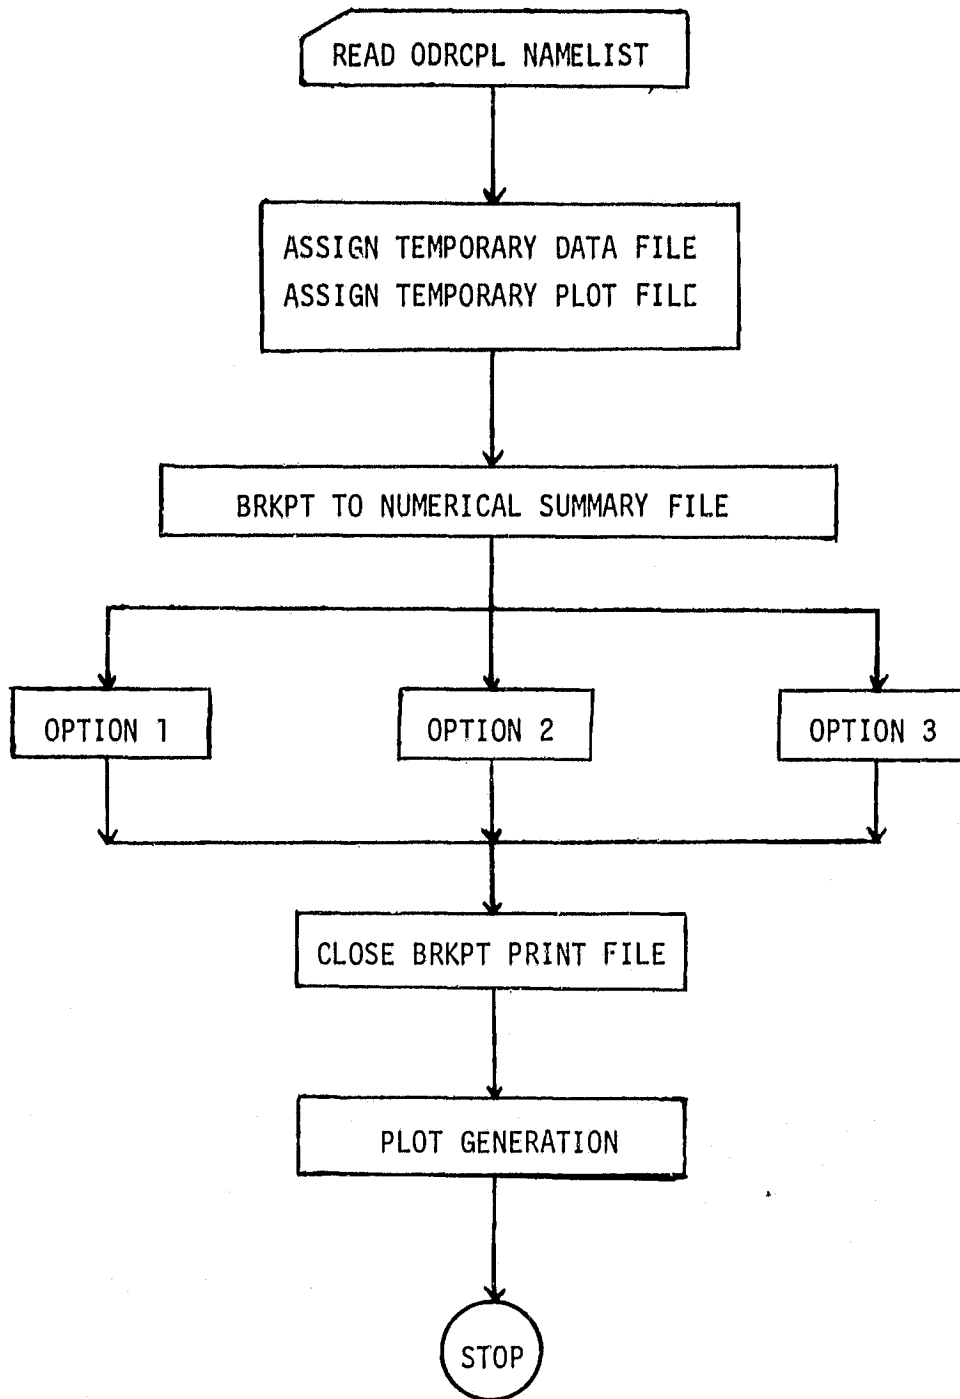 READ ODRCPL NAMELIST
ASSIGN TEMPORARY DATA FILE
ASSIGN TEMPORARY PLOT FILE
BRKPT TO NUMERICAL SUMMARY FILE
OPTION 1
OPTION 2
OPTION 3
CLOSE BRKPT PRINT FILE
PLOT GENERATION
STOP